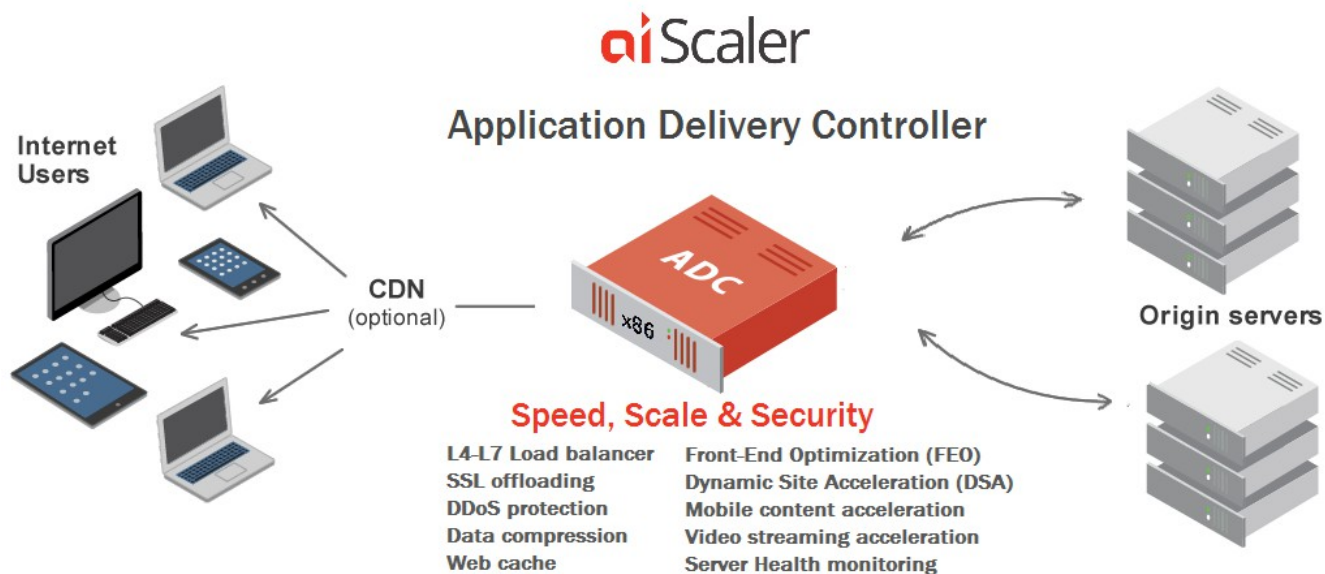 aiScaler
Application Delivery Controller
Internet
Users
CDN
(optional)
ADC
x86
Origin servers
Speed, Scale & Security
L4-L7 Load balancer
SSL offloading
DDoS protection
Data compression
Web cache
Front-End Optimization (FEO)
Dynamic Site Acceleration (DSA)
Mobile content acceleration
Video streaming acceleration
Server Health monitoring